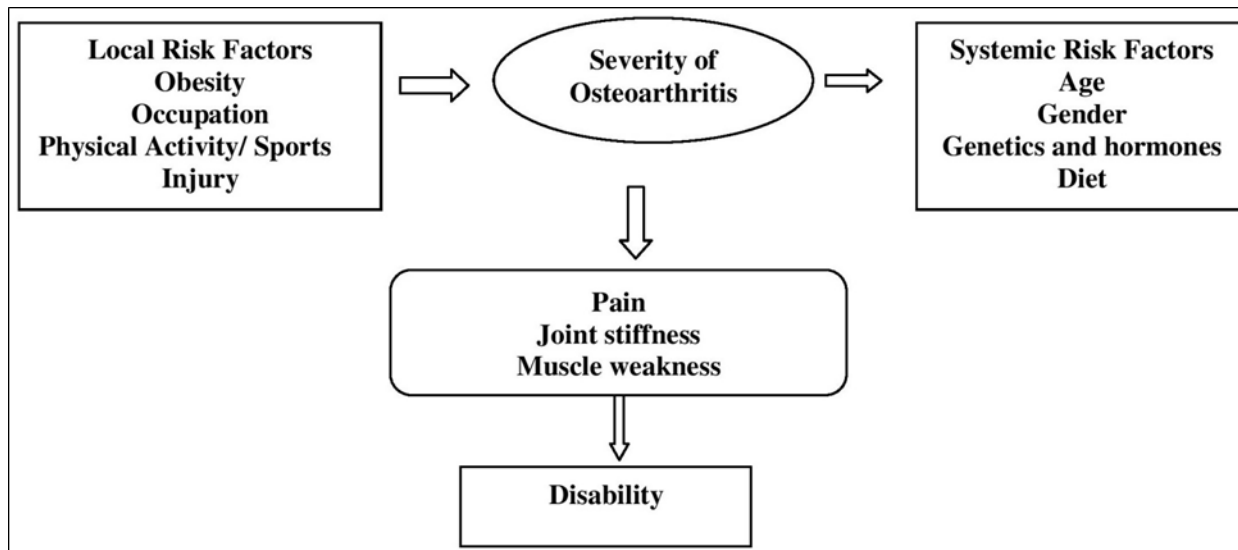 Local Risk Factors
Obesity
Occupation
Physical Activity/ Sports
Injury
Severity of
Osteoarthritis
Systemic Risk Factors
Age
Gender
Genetics and hormones
Diet
Pain
Joint stiffness
Muscle weakness
Disability